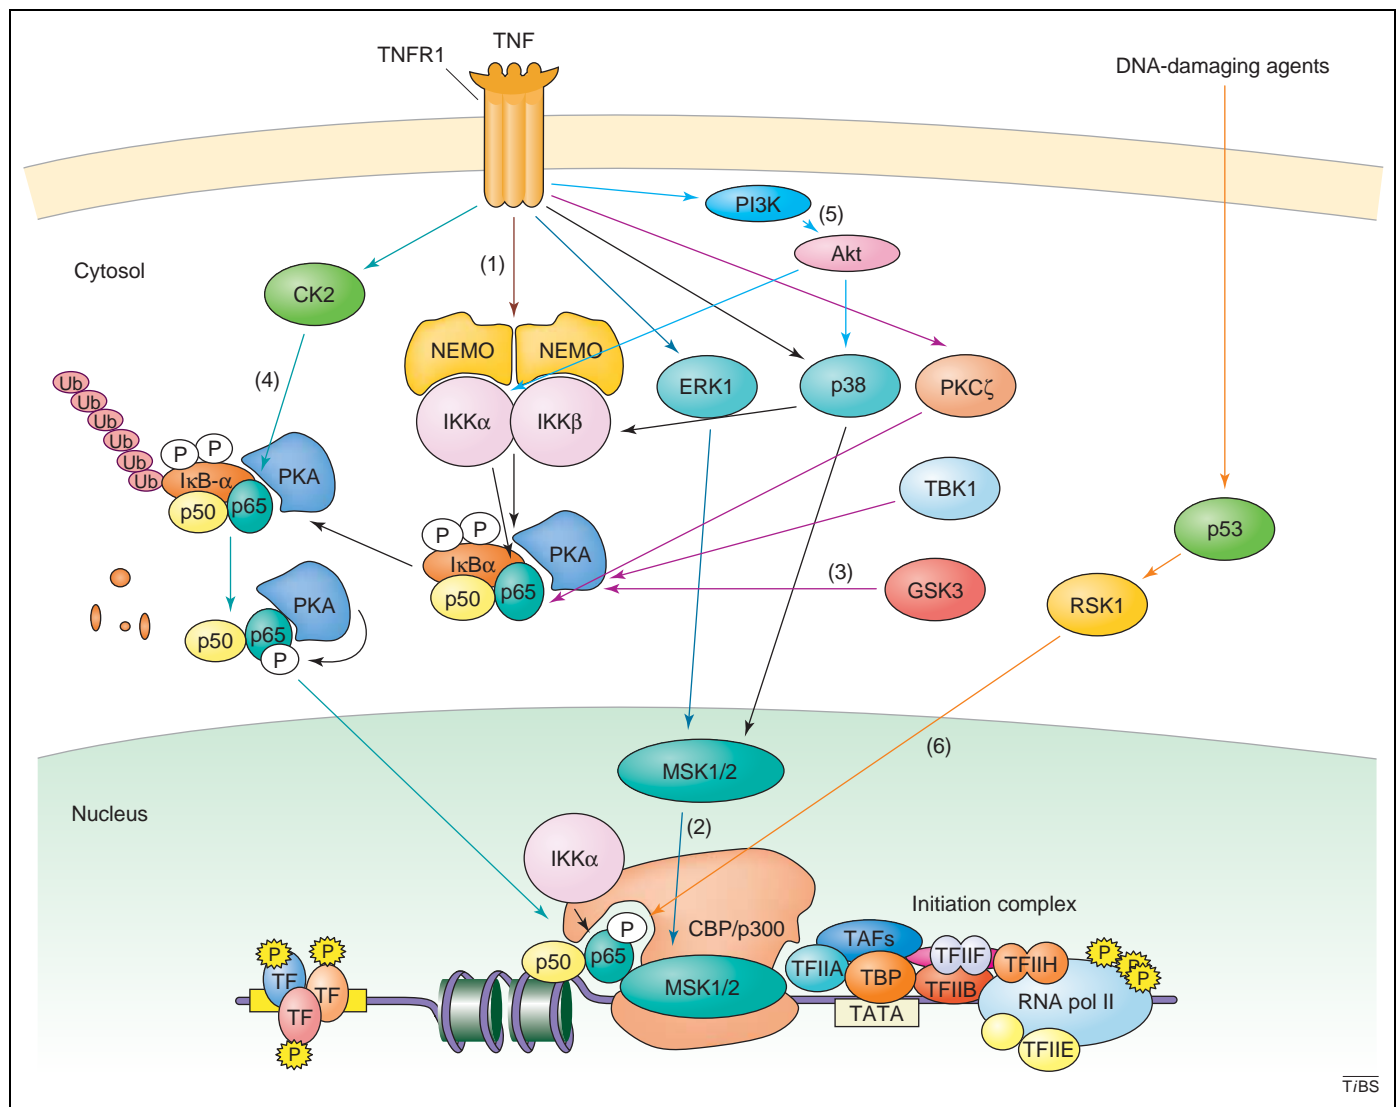 TNF
TNFR1
DNA-damaging agents
PI3K
(5)
Akt
Cytosol
(1)
CK2
NEMO
NEMO
(4)
ERK1
p38
PKCζ
IKKα
IKKβ
Ub
Ub
Ub
Ub
Ub
Ub
P
P
IκB-α
PKA
p50
p65
TBK1
p53
P
P
IκBα
PKA
p50
p65
(3)
GSK3
RSK1
PKA
p50
p65
P
(6)
MSK1/2
Nucleus
(2)
IKKα
Initiation complex
P
CBP/p300
p50
p65
MSK1/2
TAFs
TFIIA
TBP
TFIIF
TFIIB
TFIIH
TATA
RNA pol II
TFIIE
P
P
P
P
P
TF
TF
TF
P
TiBS